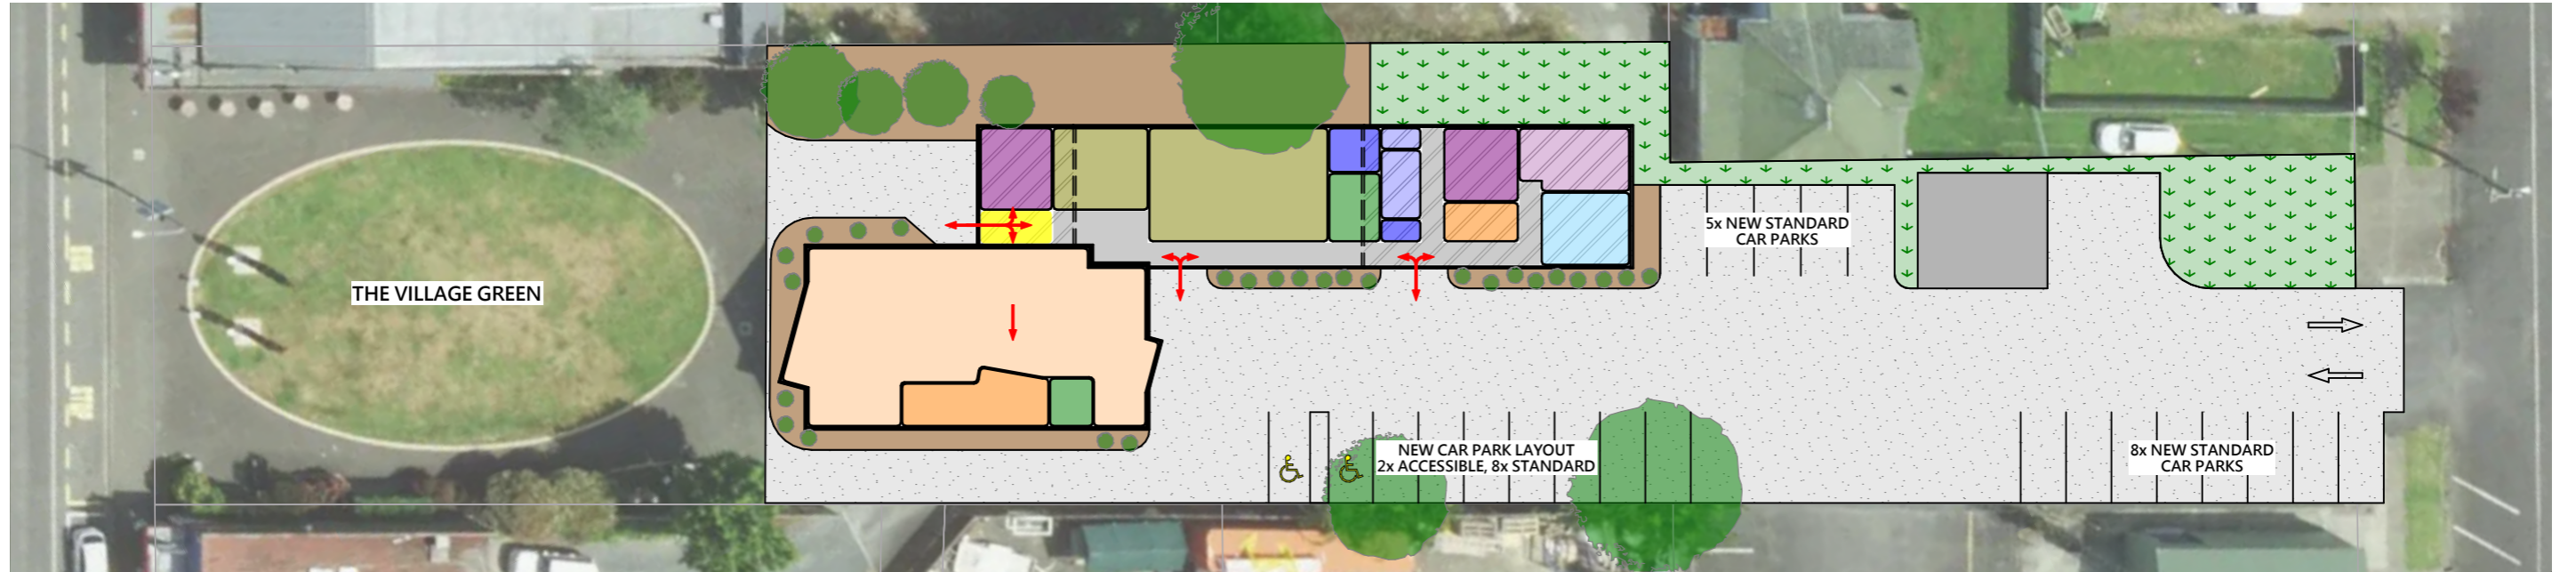 THE VILLAGE GREEN
5x NEW STANDARD
CAR PARKS
NEW CAR PARK LAYOUT
2x ACCESSIBLE, 8x STANDARD
8x NEW STANDARD
CAR PARKS